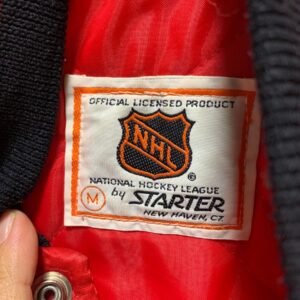 OFFICIAL LICENSED PRODUCT
NHL
®
NATIONAL HOCKEY LEAGUE
M by STARTER
NEW HAVEN, CT.